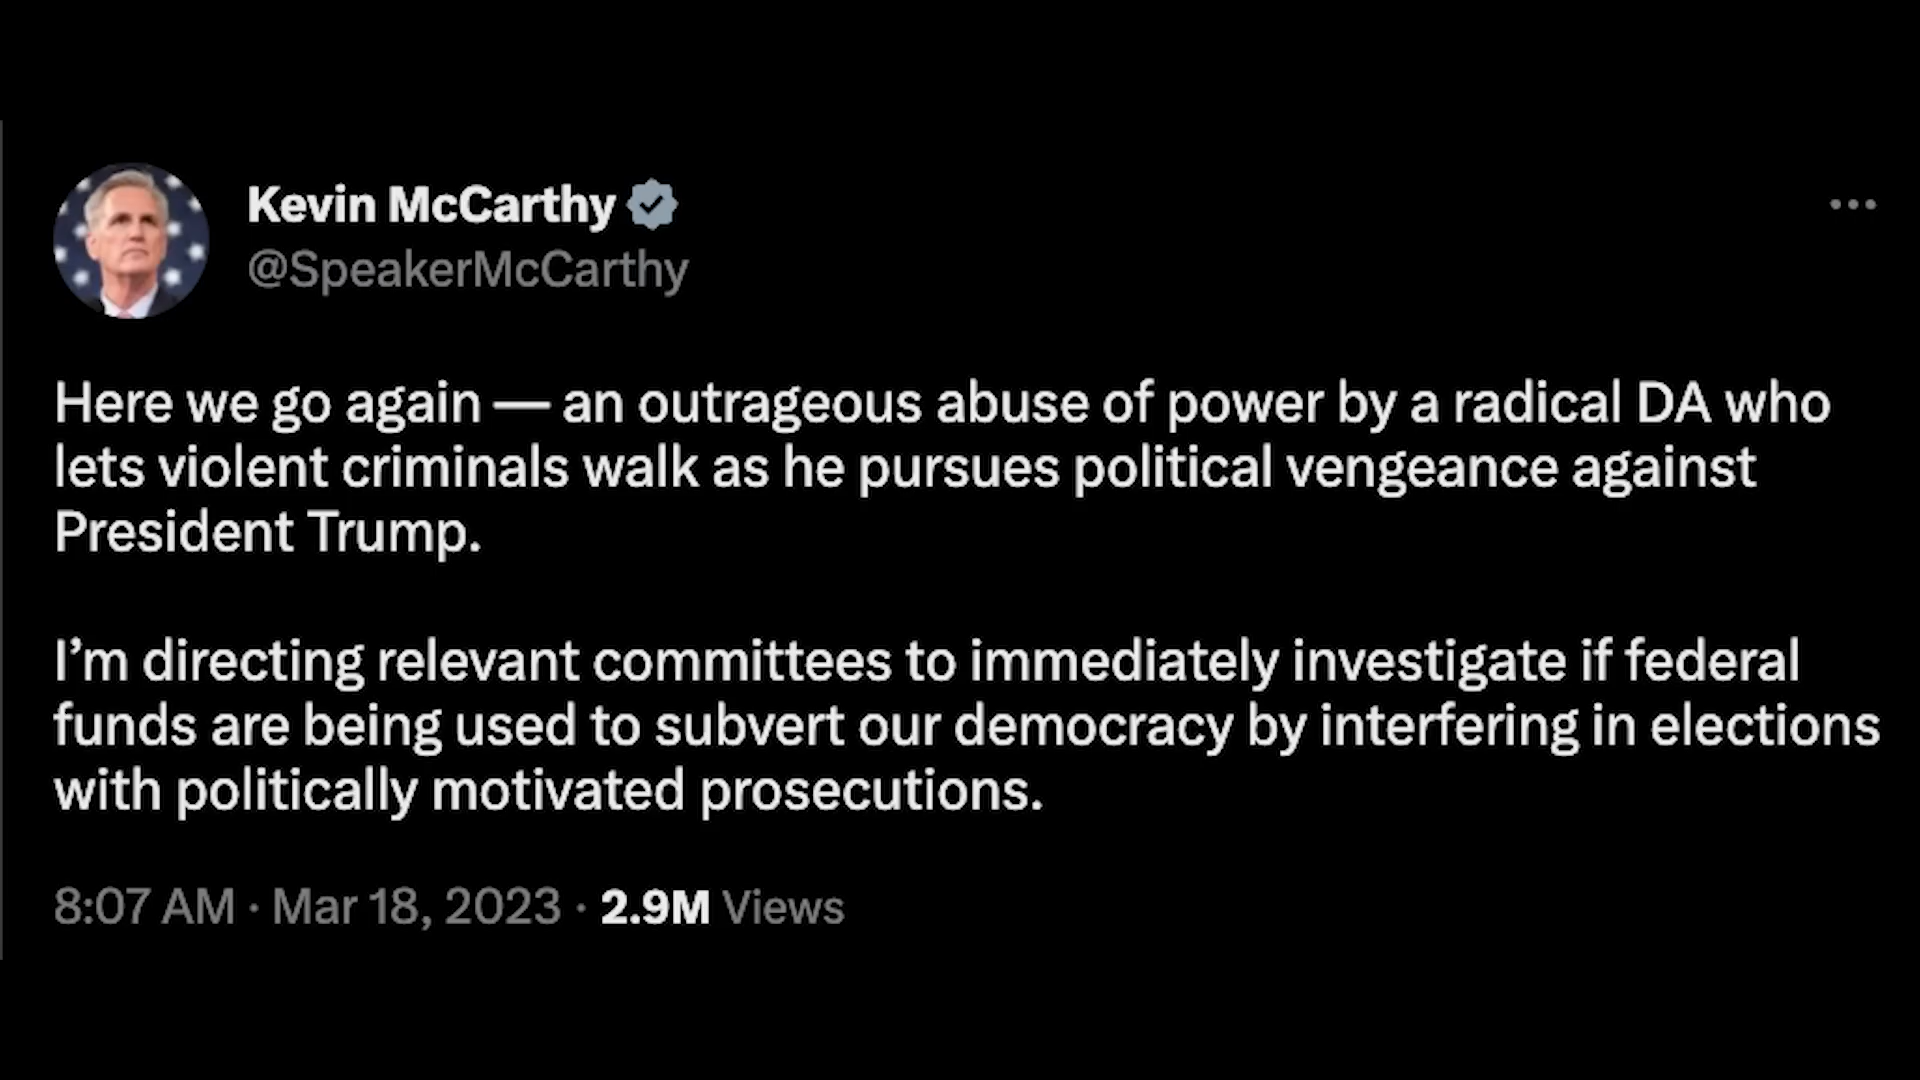 Kevin McCarthy
@SpeakerMcCarthy
Here we go again — an outrageous abuse of power by a radical DA who
lets violent criminals walk as he pursues political vengeance against
President Trump.
I’m directing relevant committees to immediately investigate if federal
funds are being used to subvert our democracy by interfering in elections
with politically motivated prosecutions.
8:07 AM · Mar 18, 2023 · 2.9M Views